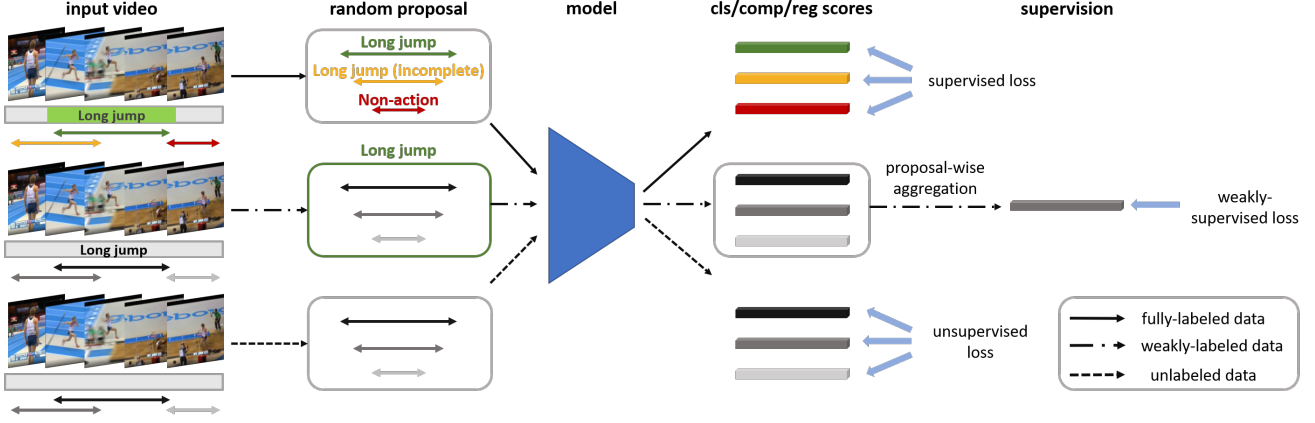 input video
random proposal
model
cls/comp/reg scores
supervision
Long jump
Long jump (incomplete)
Non-action
Long jump
supervised loss
Long jump
Long jump
proposal-wise
aggregation
weakly-
supervised loss
unsupervised
loss
fully-labeled data
weakly-labeled data
unlabeled data